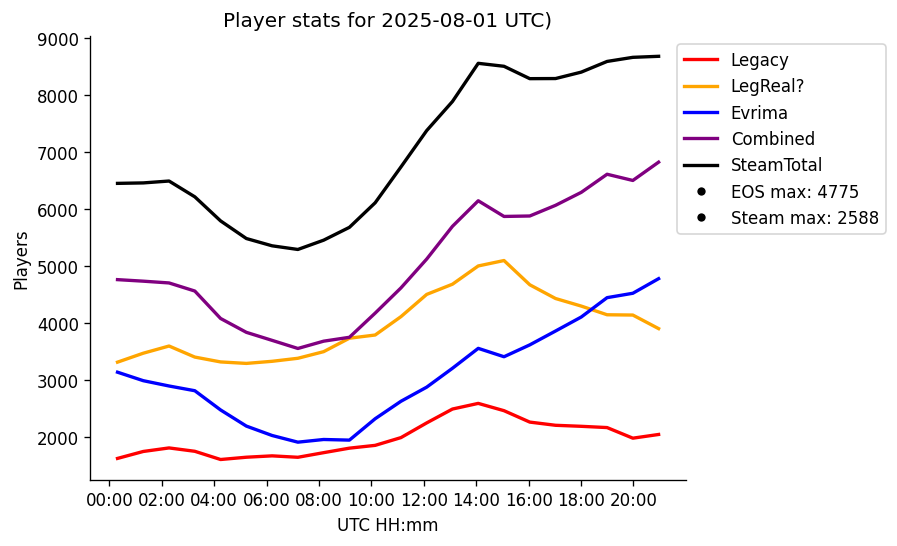 Player stats for 2025-08-01 UTC)
Players
9000
8000
7000
6000
5000
4000
3000
2000
00:00 02:00 04:00 06:00 08:00 10:00 12:00 14:00 16:00 18:00 20:00
UTC HH:mm
Legacy
LegReal?
Evrima
Combined
SteamTotal
EOS max: 4775
Steam max: 2588